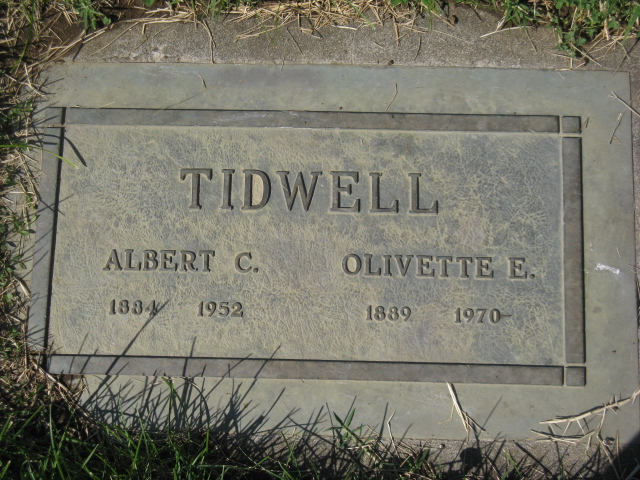 TIDWELL
ALBERT C. OLIVETTE E.
1884 1952 1889 1970